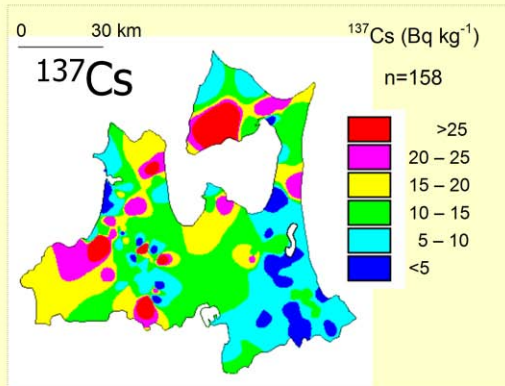 0 30 km
¹³⁷Cs
¹³⁷Cs (Bq kg⁻¹)
n=158
>25
20 – 25
15 – 20
10 – 15
5 – 10
<5